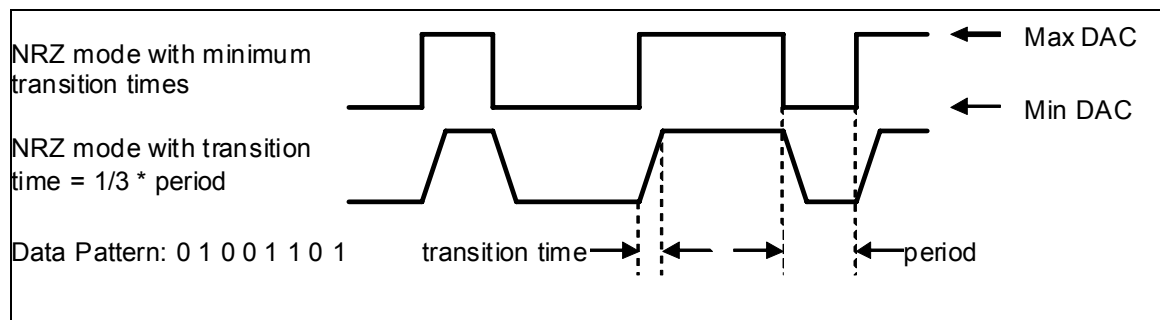 NRZ mode with minimum
transition times
Max DAC
Min DAC
NRZ mode with transition
time = 1/3 * period
Data Pattern: 0 1 0 0 1 1 0 1
transition time
period